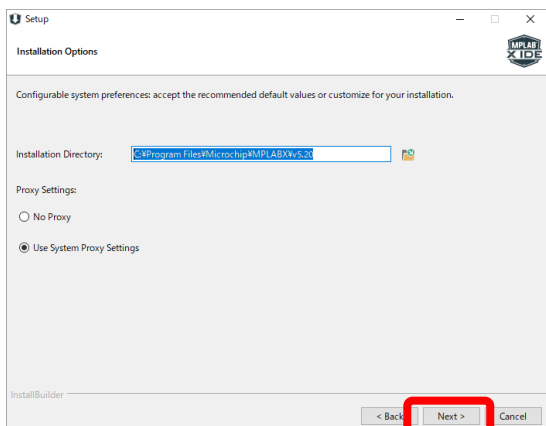 Setup
Installation Options
MPLAB
X IDE
Configurable system preferences: accept the recommended default values or customize for your installation.
Installation Directory: C:¥Program Files¥Microchip¥MPLABX¥v5.20
Proxy Settings:
No Proxy
Use System Proxy Settings
InstallBuilder
< Back Next > Cancel